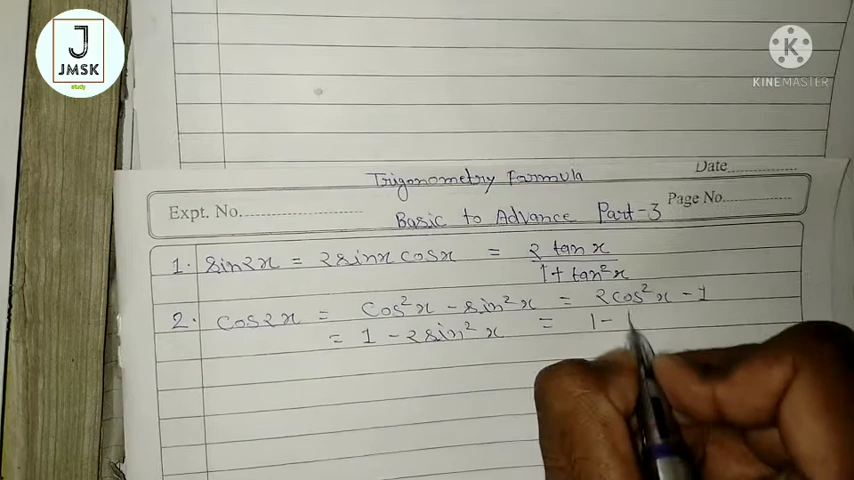 J
JMSK
study
K
KINEMASTER
Trigonometry Formula
Date
Expt. No.
Basic to Advance Part-3
Page No.
1. sin2x = 2sinx cosx = 2 tan x / 1 + tan²x
2. cos2x = cos²x - sin²x = 2cos²x - 1
= 1 - 2sin²x = 1 -